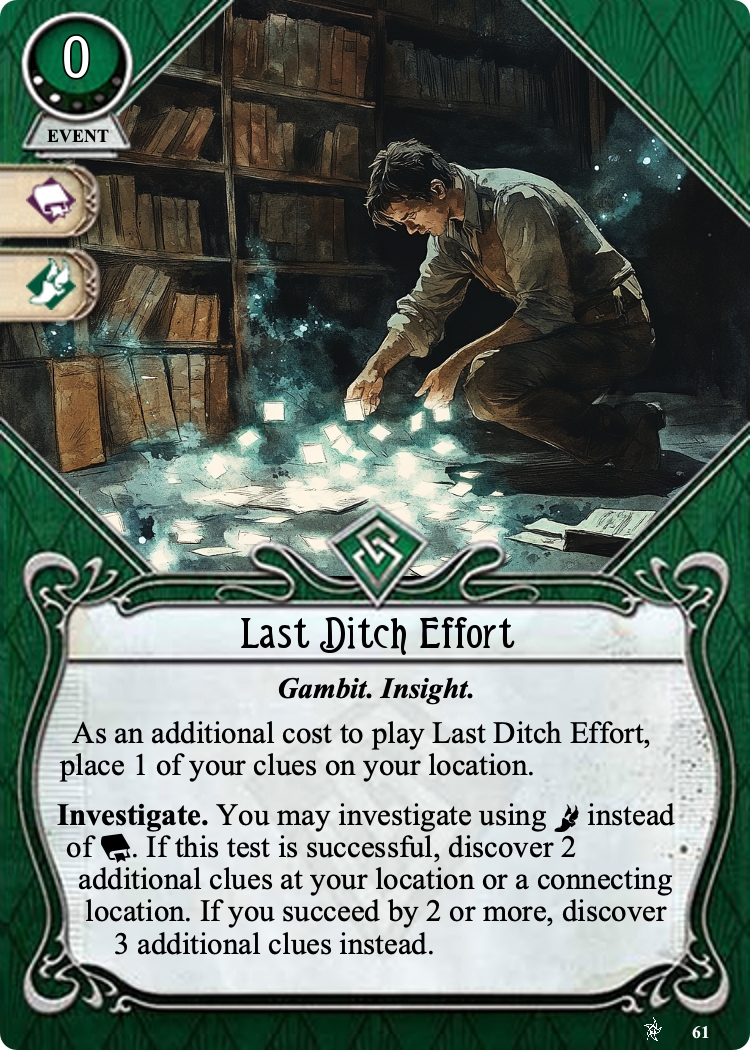 0
EVENT
Last Ditch Effort
Gambit. Insight.
As an additional cost to play Last Ditch Effort,
place 1 of your clues on your location.
Investigate. You may investigate using instead
of . If this test is successful, discover 2
additional clues at your location or a connecting
location. If you succeed by 2 or more, discover
3 additional clues instead.
61